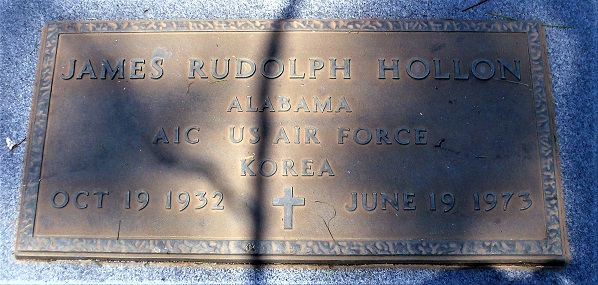 JAMES RUDOLPH HOLLON
ALABAMA
A1C US AIR FORCE
KOREA
OCT 19 1932 JUNE 19 1973